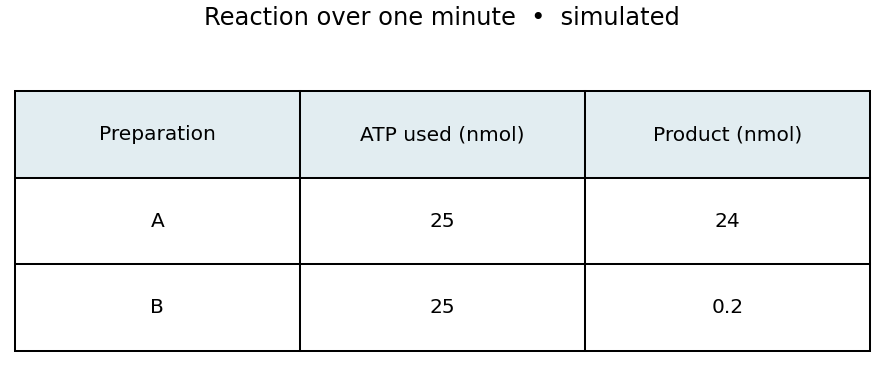 Reaction over one minute • simulated
Preparation ATP used (nmol) Product (nmol)
A 25 24
B 25 0.2